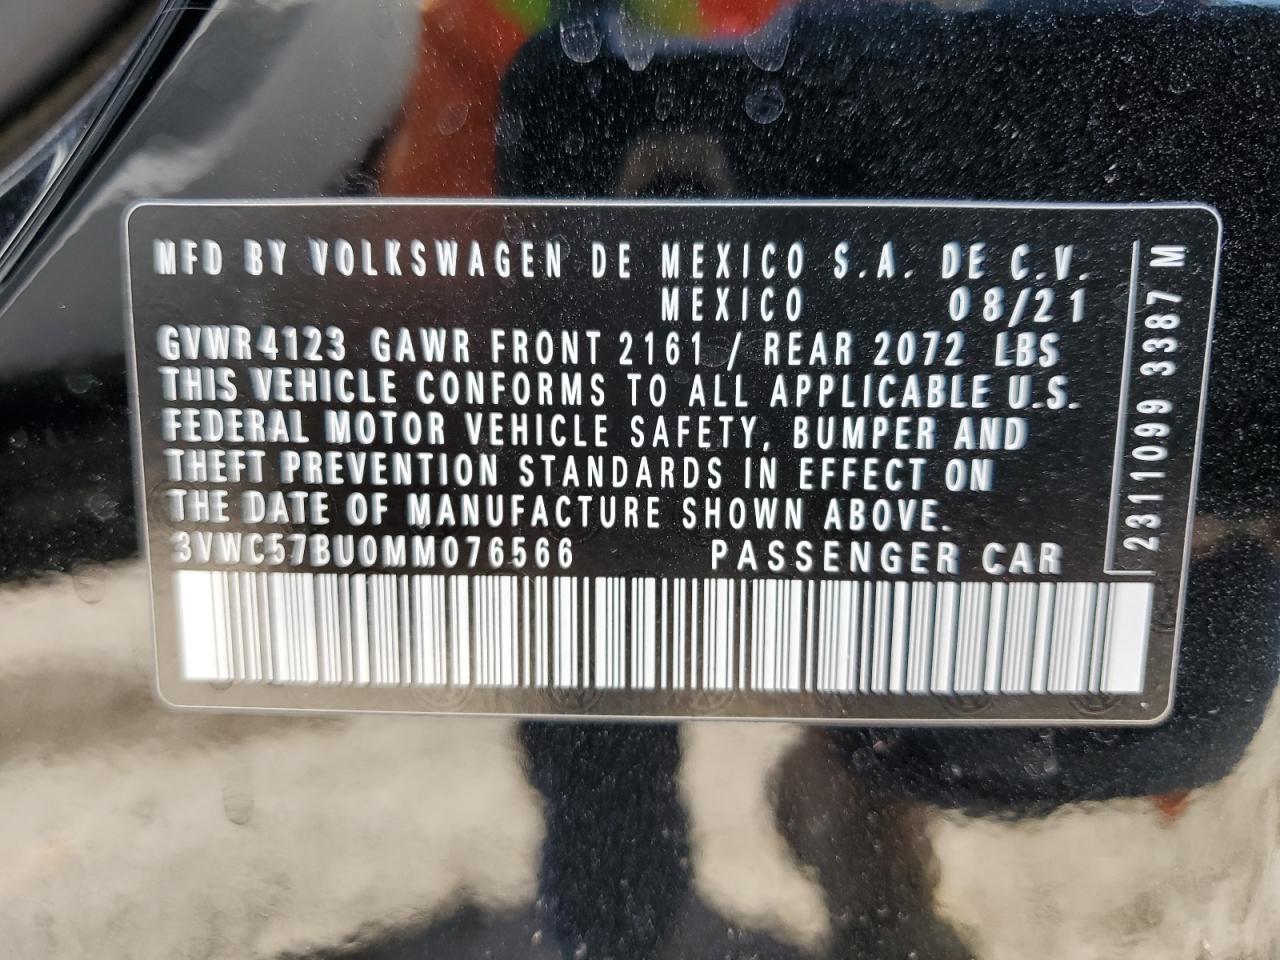 MFD BY VOLKSWAGEN DE MEXICO S.A. DE C.V.
MEXICO 08/21
GVWR 4123 GAWR FRONT 2161 / REAR 2072 LBS
THIS VEHICLE CONFORMS TO ALL APPLICABLE U.S.
FEDERAL MOTOR VEHICLE SAFETY, BUMPER AND
THEFT PREVENTION STANDARDS IN EFFECT ON
THE DATE OF MANUFACTURE SHOWN ABOVE.
3VWC57BU0MM076566 PASSENGER CAR
2311099 3387 M